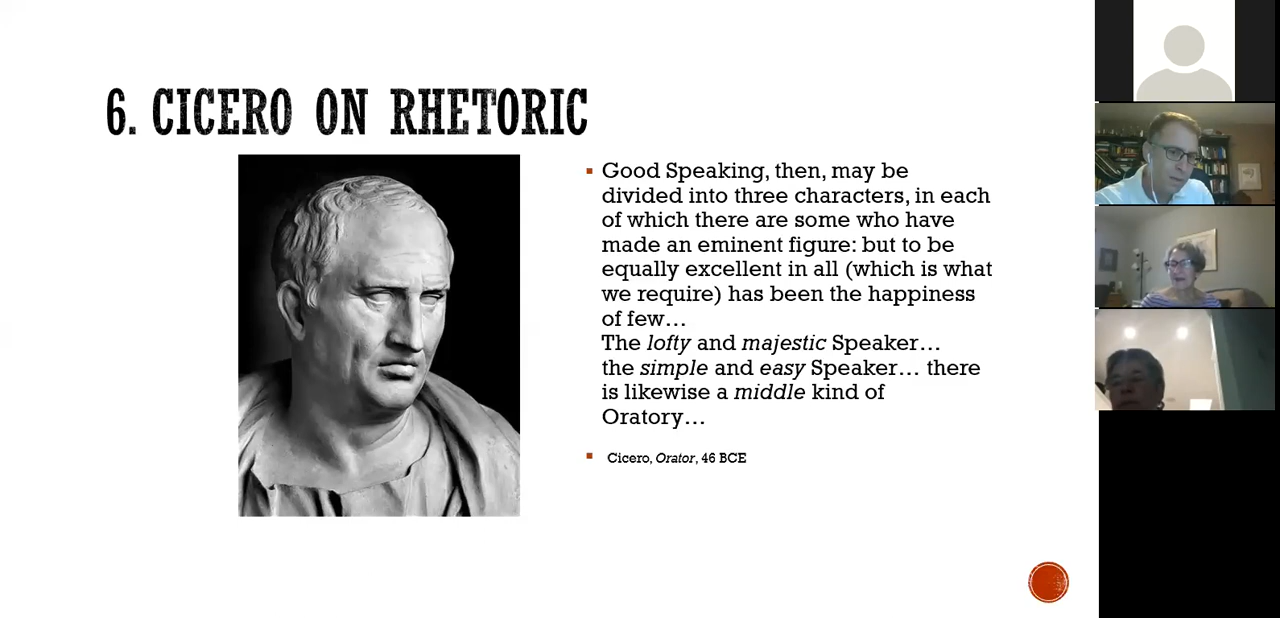 6. CICERO ON RHETORIC
Good Speaking, then, may be
divided into three characters, in each
of which there are some who have
made an eminent figure: but to be
equally excellent in all (which is what
we require) has been the happiness
of few…
The lofty and majestic Speaker…
the simple and easy Speaker… there
is likewise a middle kind of
Oratory…
Cicero, Orator, 46 BCE